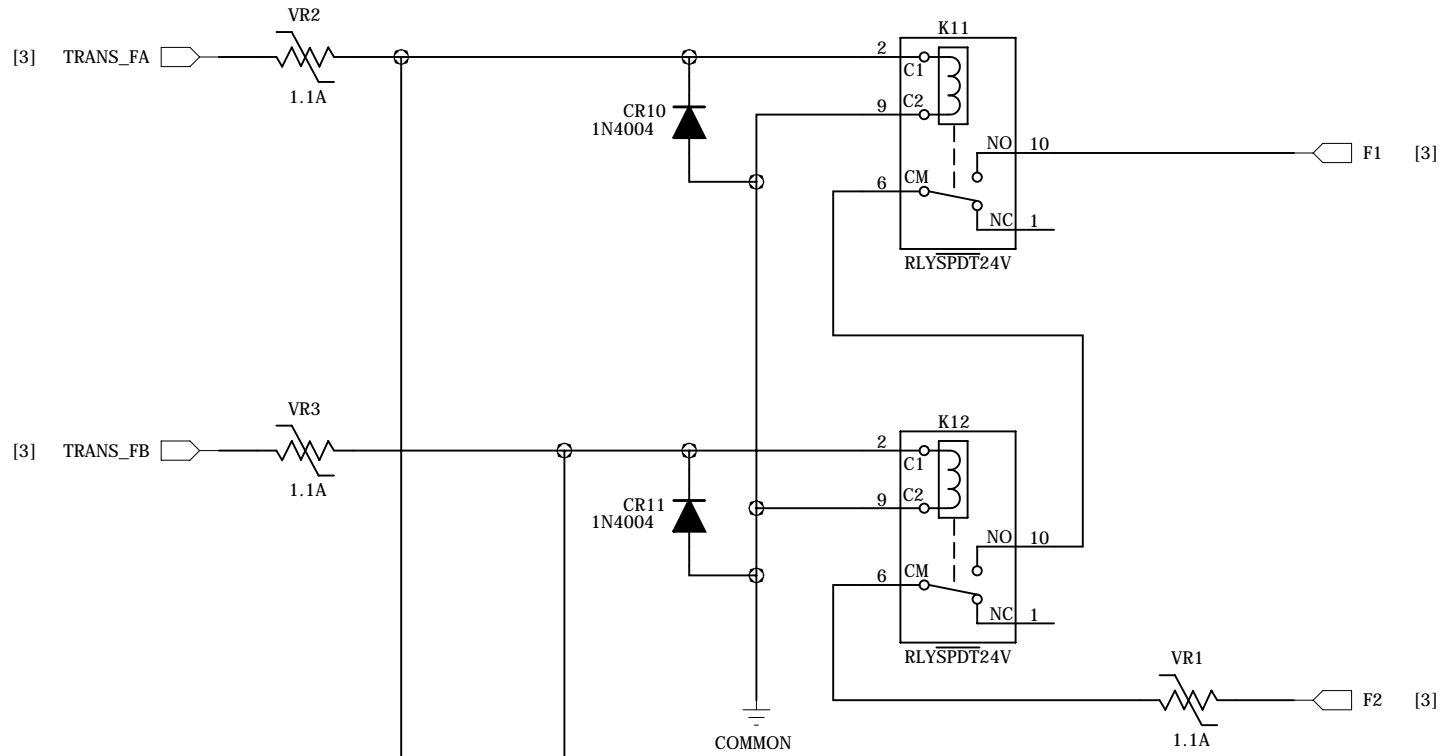 VR2
[3] TRANS_FA
1.1A
K11
2
C1
9
C2
CR10
1N4004
NO 10
F1 [3]
6
CM
NC 1
RLYSPDT24V
VR3
[3] TRANS_FB
1.1A
K12
2
C1
9
C2
CR11
1N4004
NO 10
6
CM
NC 1
RLYSPDT24V
VR1
F2 [3]
1.1A
COMMON